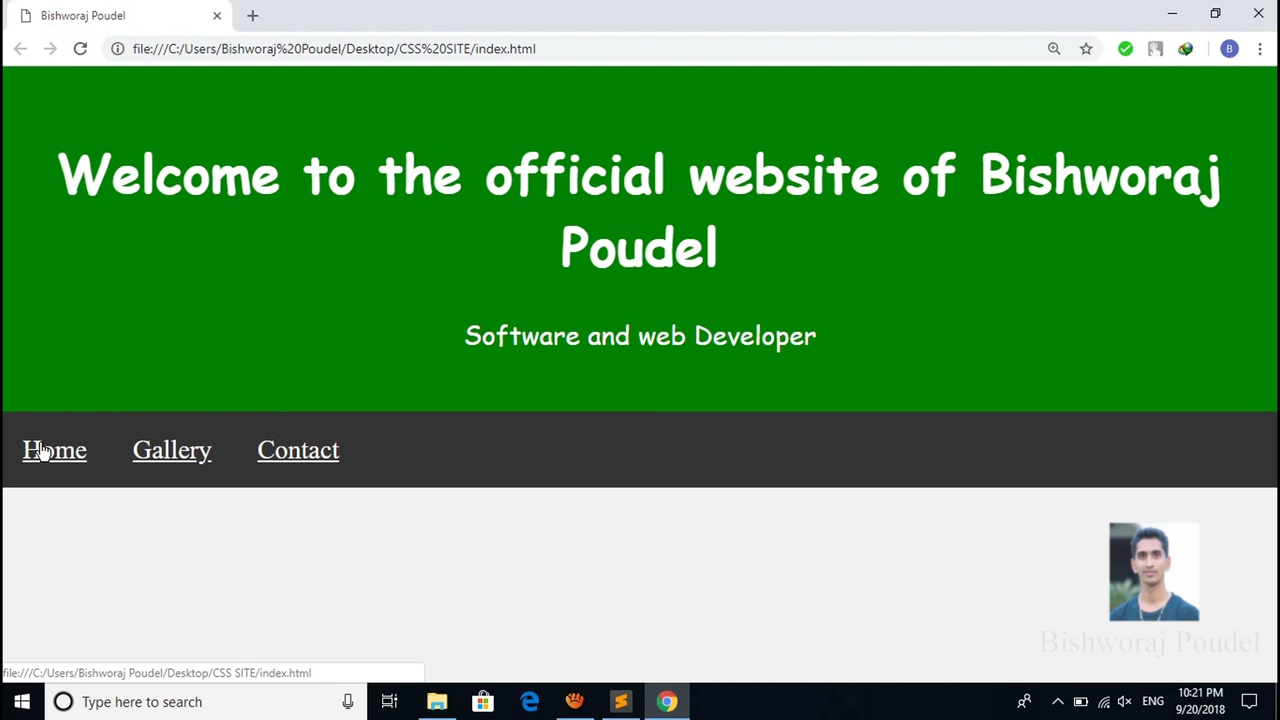 Bishworaj Poudel
file:///C:/Users/Bishworaj%20Poudel/Desktop/CSS%20SITE/index.html
B
Welcome to the official website of Bishworaj
Poudel
Software and web Developer
Home Gallery Contact
Bishworaj Poudel
file:///C:/Users/Bishworaj Poudel/Desktop/CSS SITE/index.html
Type here to search
ENG
10:21 PM
9/20/2018